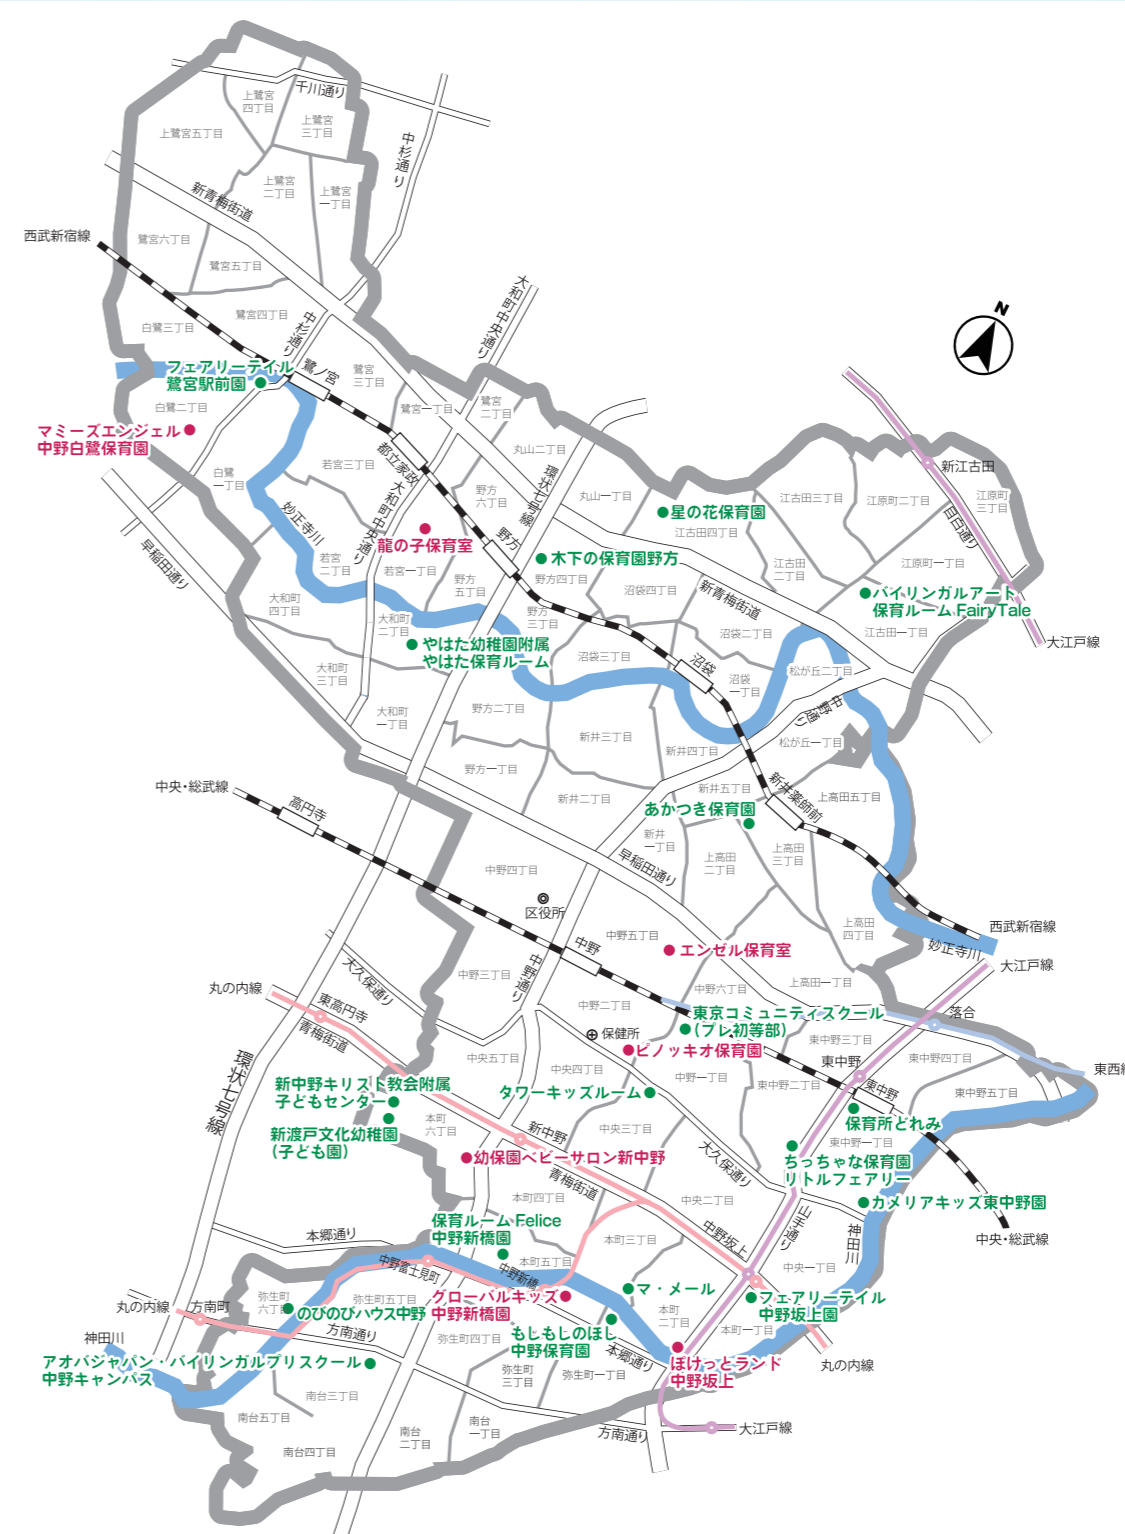 千川通り
上鷺宮
四丁目
上鷺宮
三丁目
上鷺宮五丁目
中杉通り
上鷺宮
二丁目
上鷺宮
一丁目
新青梅街道
西武新宿線
鷺宮六丁目
鷺宮五丁目
大和町中央通り
N
鷺宮四丁目
中杉通り
白鷺三丁目
フェアリーテイル
鷺宮駅前園
鷺ノ宮
鷺宮
三丁目
鷺宮一丁目
鷺宮
二丁目
白鷺二丁目
マミーズエンジェル
中野白鷺保育園
丸山二丁目
都立家政
若宮三丁目
白鷺
一丁目
環状七号線
新江古田
野方
六丁目
丸山一丁目
江古田三丁目
江原町二丁目
江原町
三丁目
大和町中央通り
妙正寺川
星の花保育園
江古田四丁目
目白通り
龍の子保育室
野方
早稲田通り
若宮
二丁目
若宮一丁目
木下の保育園野方
江古田
二丁目
江原町一丁目
野方
五丁目
野方四丁目
沼袋四丁目
新青梅街道
バイリンガルアート
保育ルーム FairyTale
大和町
四丁目
大和町
二丁目
野方
三丁目
沼袋二丁目
江古田一丁目
大江戸線
やはた幼稚園附属
やはた保育ルーム
沼袋三丁目
沼袋
大和町
三丁目
沼袋
一丁目
松が丘二丁目
大和町
一丁目
野方二丁目
中野通り
新井三丁目
新井四丁目
松が丘一丁目
野方一丁目
中央・総武線
新井二丁目
新井五丁目
新井薬師前
上高田五丁目
高円寺
あかつき保育園
新井
一丁目
上高田
二丁目
上高田
三丁目
早稲田通り
中野四丁目
区役所
上高田
四丁目
西武新宿線
中野五丁目
エンゼル保育室
中野
妙正寺川
大江戸線
大久保通り
中野三丁目
中野通り
中野六丁目
上高田一丁目
丸の内線
東高円寺
中野二丁目
東京コミュニティスクール
(プレ初等部)
落合
青梅街道
保健所
ピノッキオ保育園
東中野三丁目
東中野四丁目
環状七号線
中央五丁目
中央四丁目
中野一丁目
東中野
東西線
新中野キリスト教会附属
子どもセンター
タワーキッズルーム
東中野二丁目
東中野
東中野五丁目
新渡戸文化幼稚園
(子ども園)
本町
六丁目
新中野
中央三丁目
保育所どれみ
東中野一丁目
幼保園ベビーサロン新中野
大久保通り
ちっちゃな保育園
リトルフェアリー
青梅街道
本町四丁目
中央二丁目
カメリアキッズ東中野園
保育ルーム Felice
中野新橋園
山手通り
神田川
中央・総武線
本郷通り
中野坂上
本町三丁目
中野富士見町
中野新橋
本町五丁目
中央一丁目
弥生町
六丁目
弥生町五丁目
グローバルキッズ
中野新橋園
マ・メール
フェアリーテイル
中野坂上園
丸の内線
方南町
のびのびハウス中野
本町
二丁目
本町一丁目
神田川
方南通り
弥生町四丁目
もしもしのほし
中野保育園
本郷通り
アオバジャパン・バイリンガルプリスクール
中野キャンパス
ぽけっとランド
中野坂上
丸の内線
弥生町
三丁目
弥生町一丁目
南台三丁目
南台五丁目
南台
二丁目
南台
一丁目
方南通り
大江戸線
南台四丁目